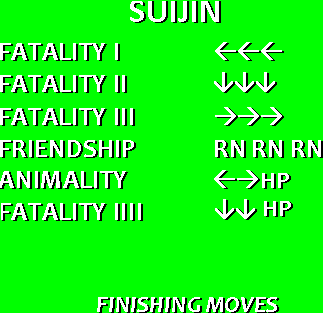 SUIJIN
FATALITY I ←←←
FATALITY II ↓↓↓
FATALITY III →→→
FRIENDSHIP RN RN RN
ANIMALITY ←→HP
FATALITY IIII ↓↓ HP
FINISHING MOVES